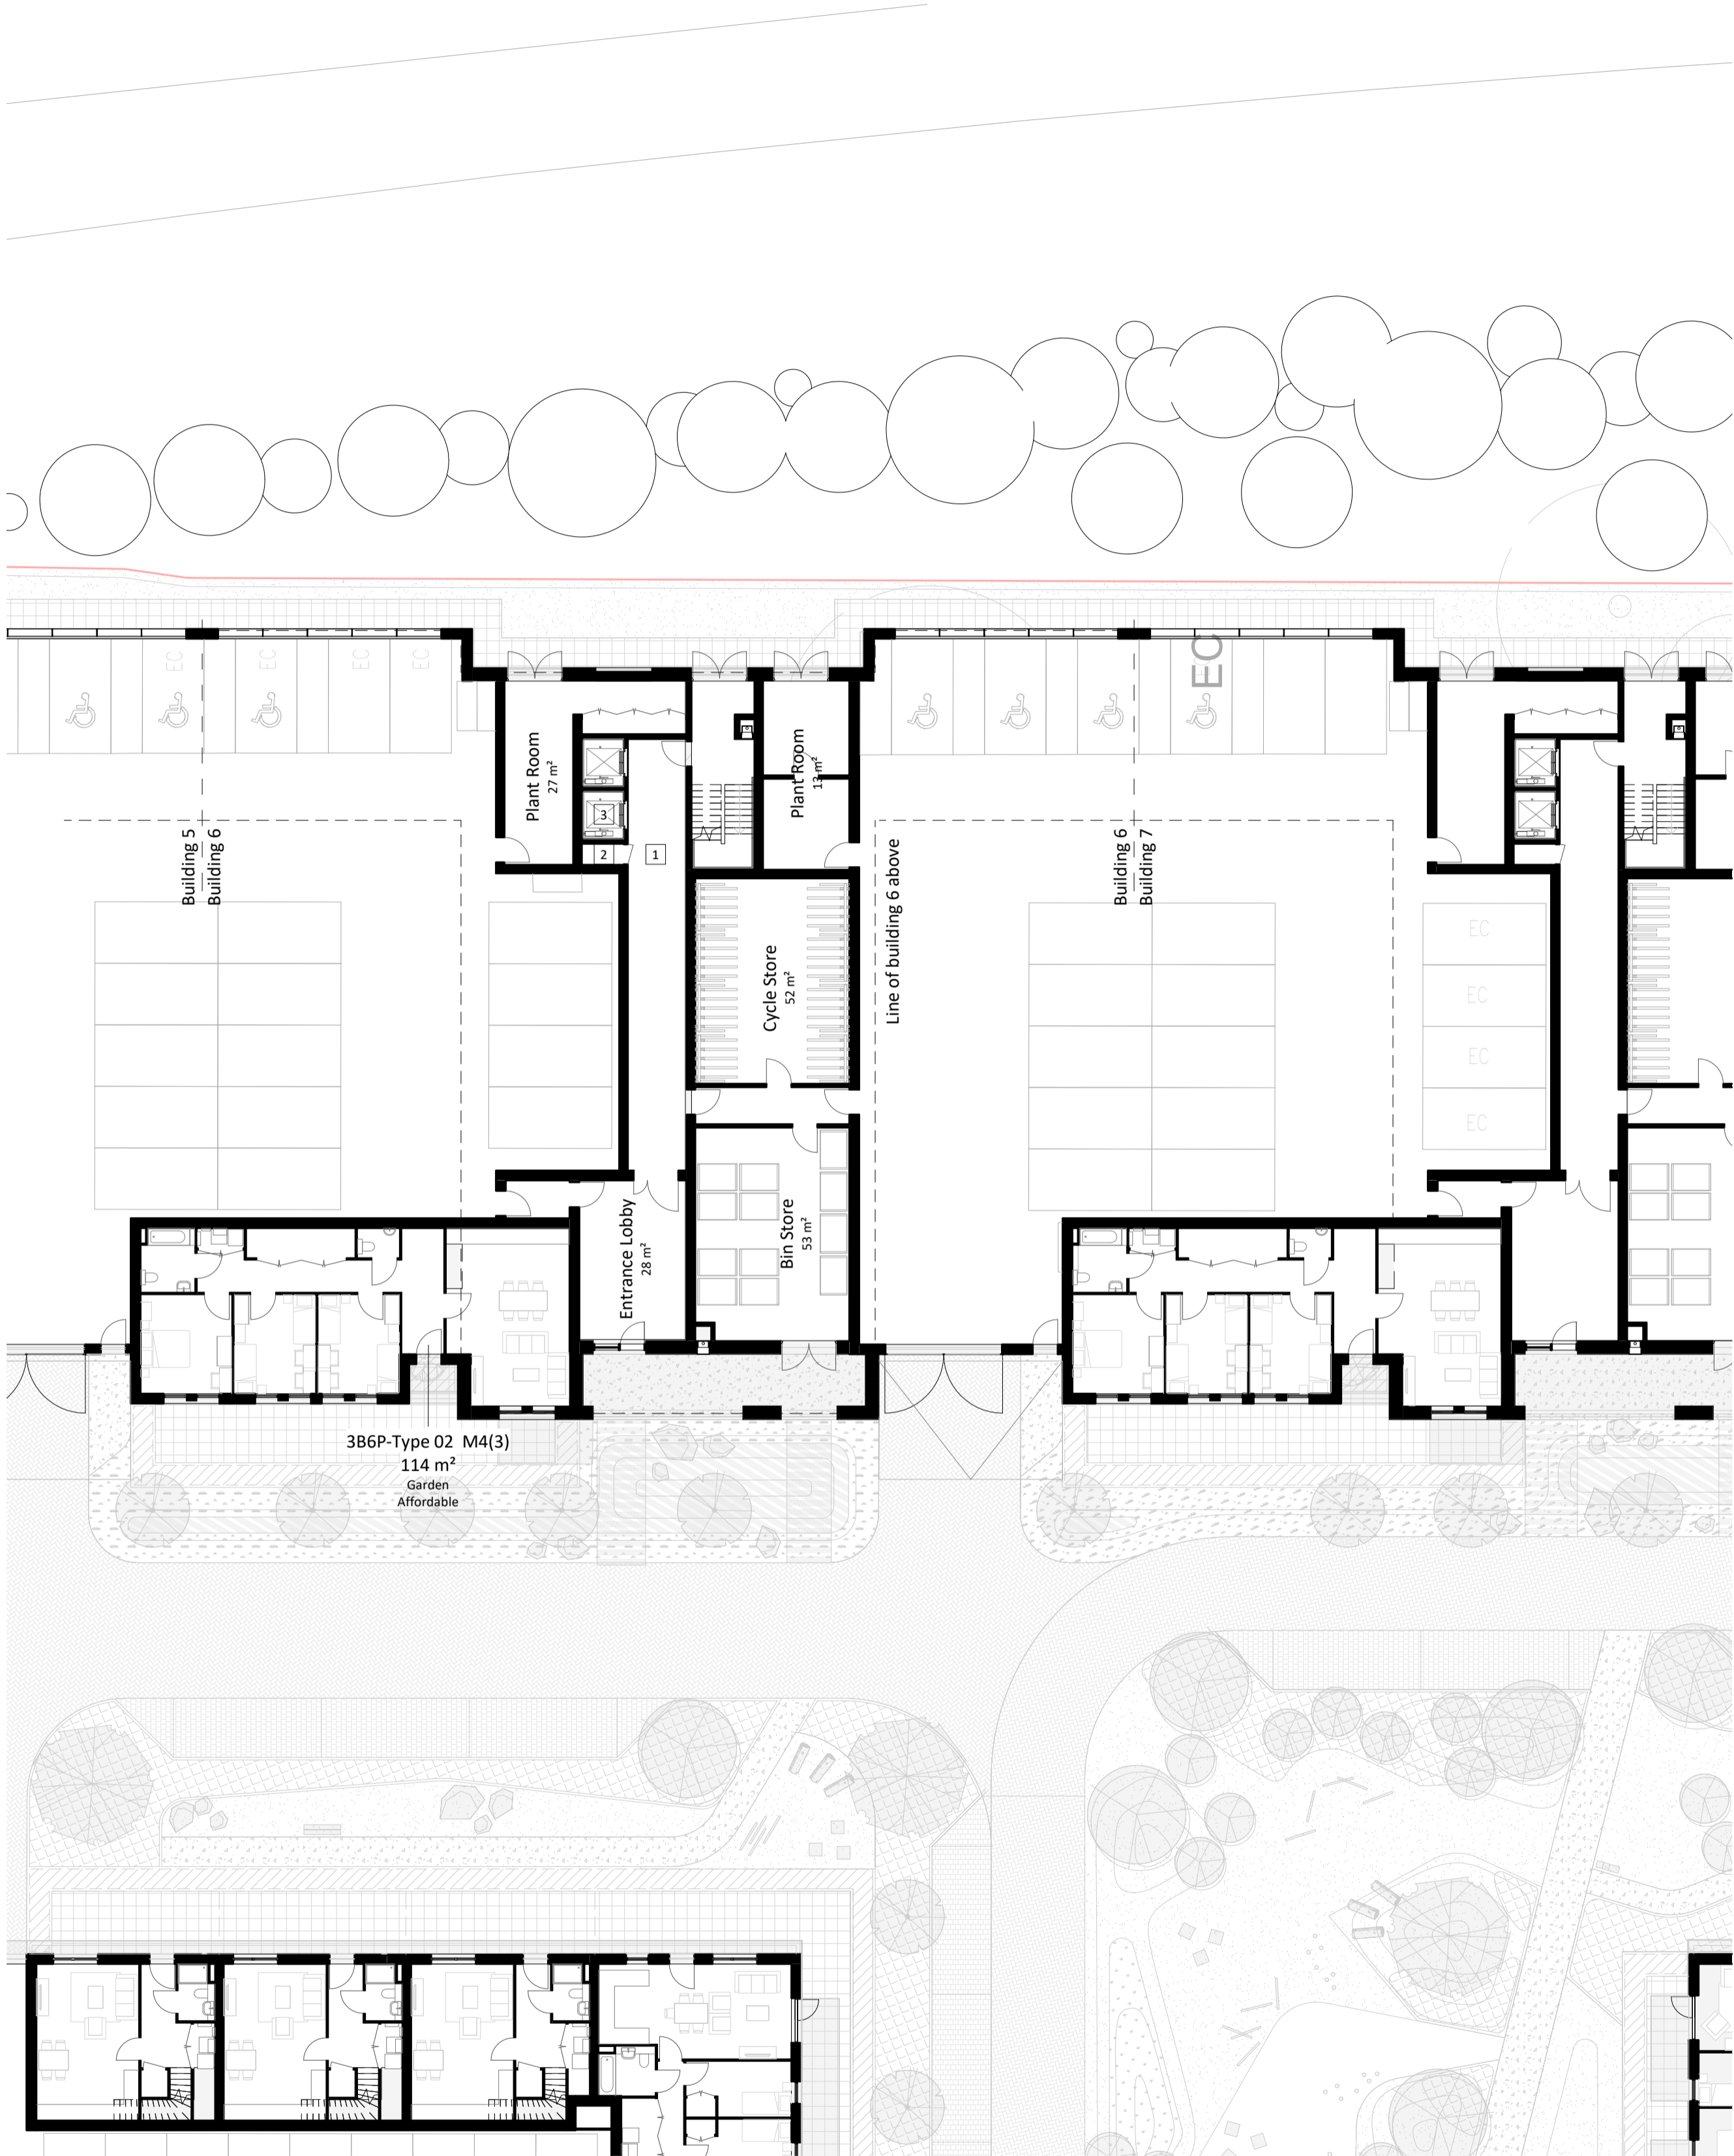 EC
EC
EC
EC
EC
Plant Room
27 m²
Plant Room
13 m²
3
2
1
Building 5
Building 6
Line of building 6 above
Building 6
Building 7
Cycle Store
52 m²
EC
EC
EC
EC
Entrance Lobby
28 m²
Bin Store
53 m²
3B6P-Type 02 M4(3)
114 m²
Garden
Affordable